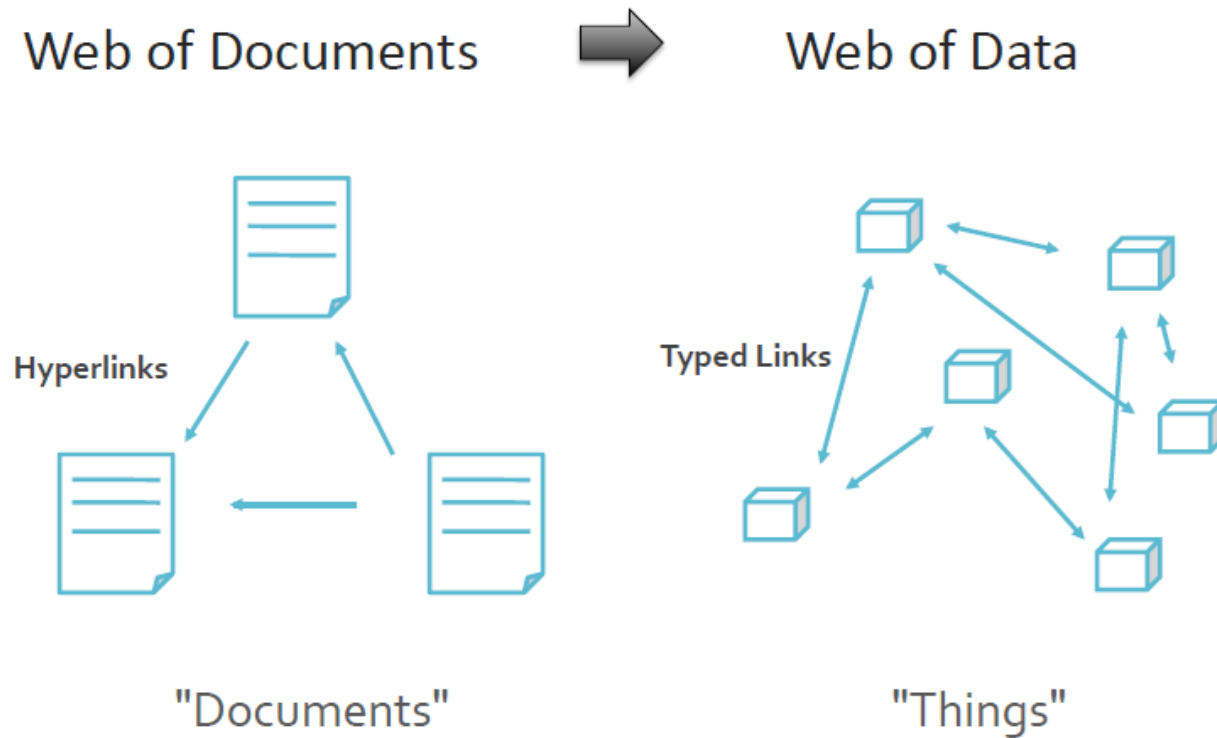 Web of Documents
Web of Data
Hyperlinks
Typed Links
"Documents"
"Things"